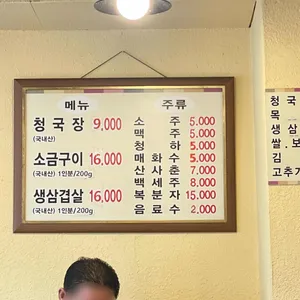 메뉴
청국장 9,000
(국내산)
소금구이 16,000
(국내산) 1인분/200g
생삼겹살 16,000
(국내산) 1인분/200g
주류
소주 5,000
맥주 5,000
청하 5,000
매화수 5,000
산사춘 7,000
백세주 8,000
복분자 15,000
음료수 2,000
청국
목
생삼
쌀.보
김
고추기